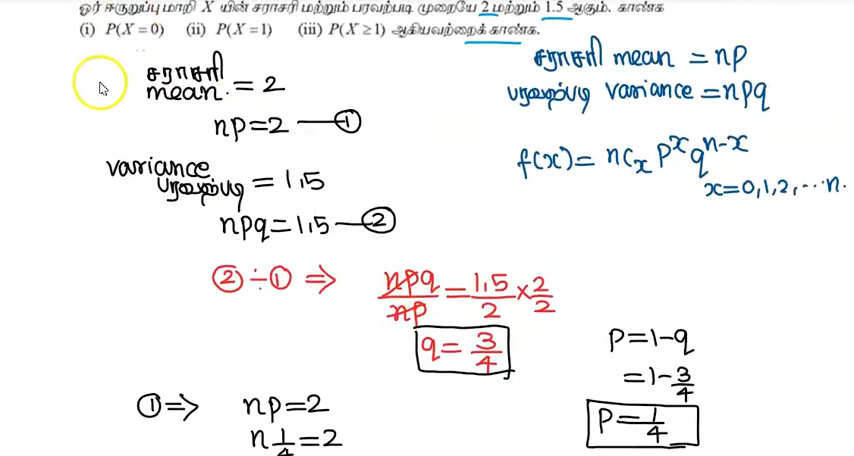 ஓர் ஈருறுப்பு மாறி X யின் சராசரி மற்றும் பரவற்படி முறையே 2 மற்றும் 1.5 ஆகும். காண்க
(i) P(X = 0) (ii) P(X = 1) (iii) P(X ≥ 1) ஆகியவற்றைக் காண்க.
சராசரி
mean = 2
np = 2 —①
variance
பரவற்படி = 1.5
npq = 1.5 —②
சராசரி mean = np
பரவற்படி variance = npq
f(x) = nCₓ pˣ qⁿ⁻ˣ
x = 0,1,2,...n.
② ÷ ① ⇒ npq/np = 1.5/2 × 2/2
q = 3/4
P = 1-q
= 1 - 3/4
P = 1/4
① ⇒ np = 2
n 1/4 = 2